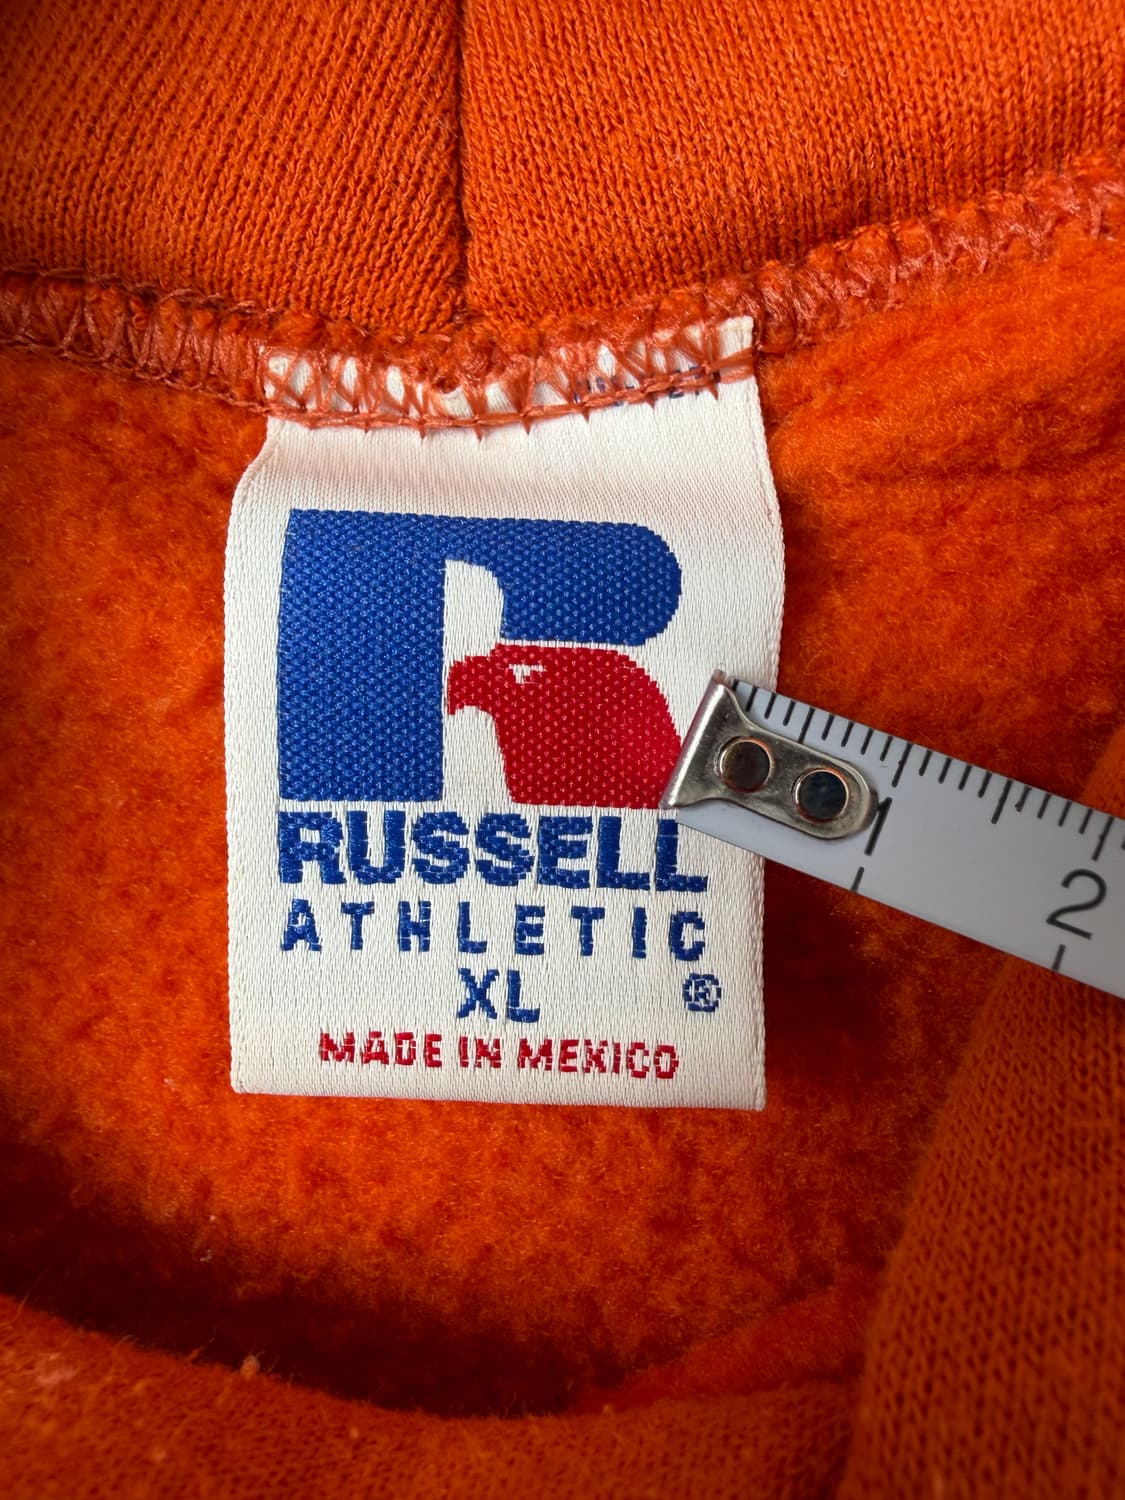 RUSSELL
ATHLETIC
XL
®
MADE IN MEXICO
1
2